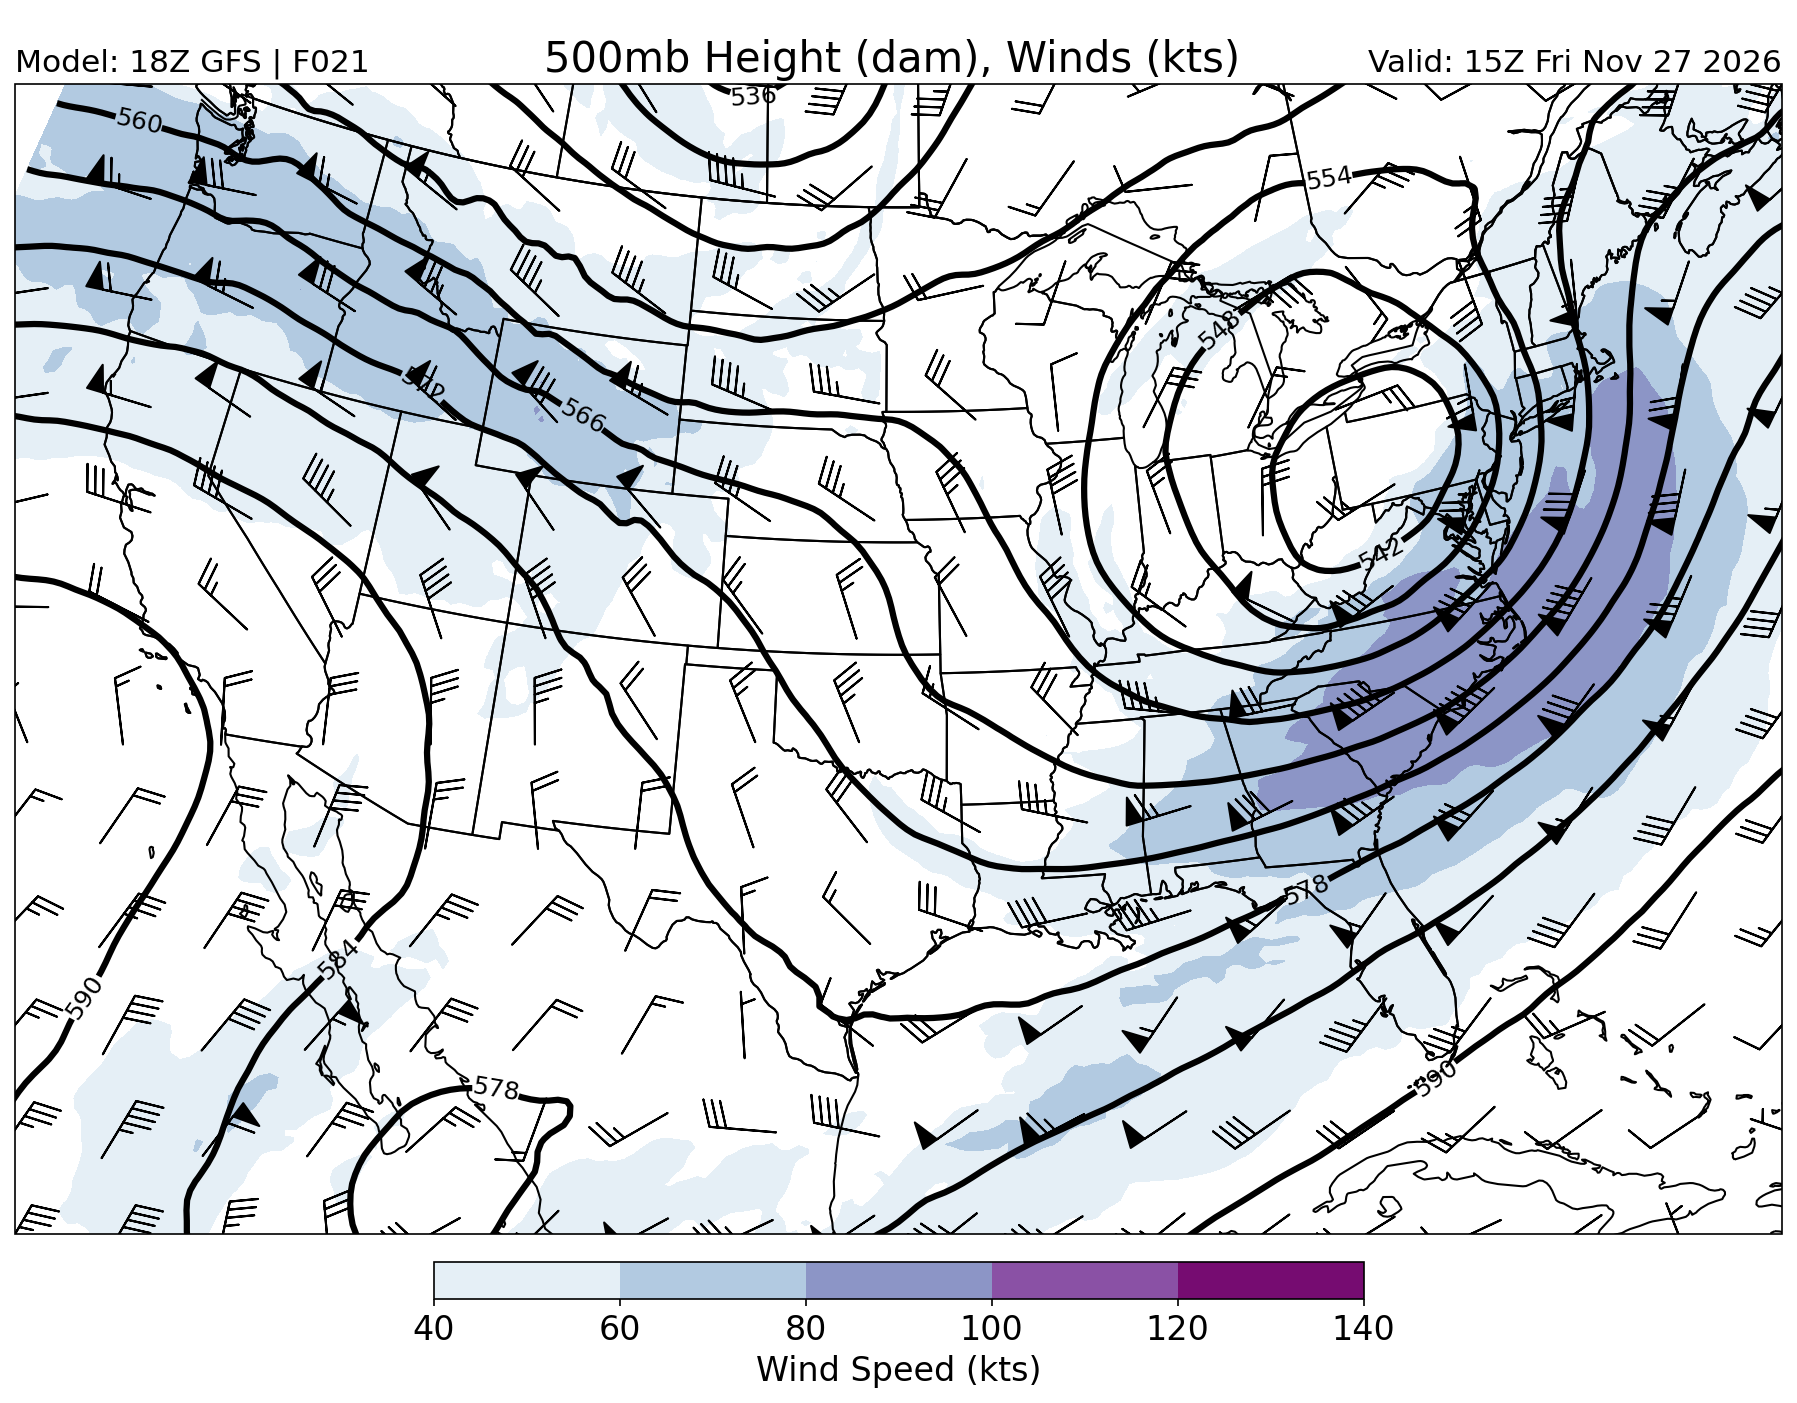 Model: 18Z GFS | F021
500mb Height (dam), Winds (kts)
Valid: 15Z Fri Nov 27 2026
536
560
554
548
572
566
542
578
584
590
578
590
40 60 80 100 120 140
Wind Speed (kts)